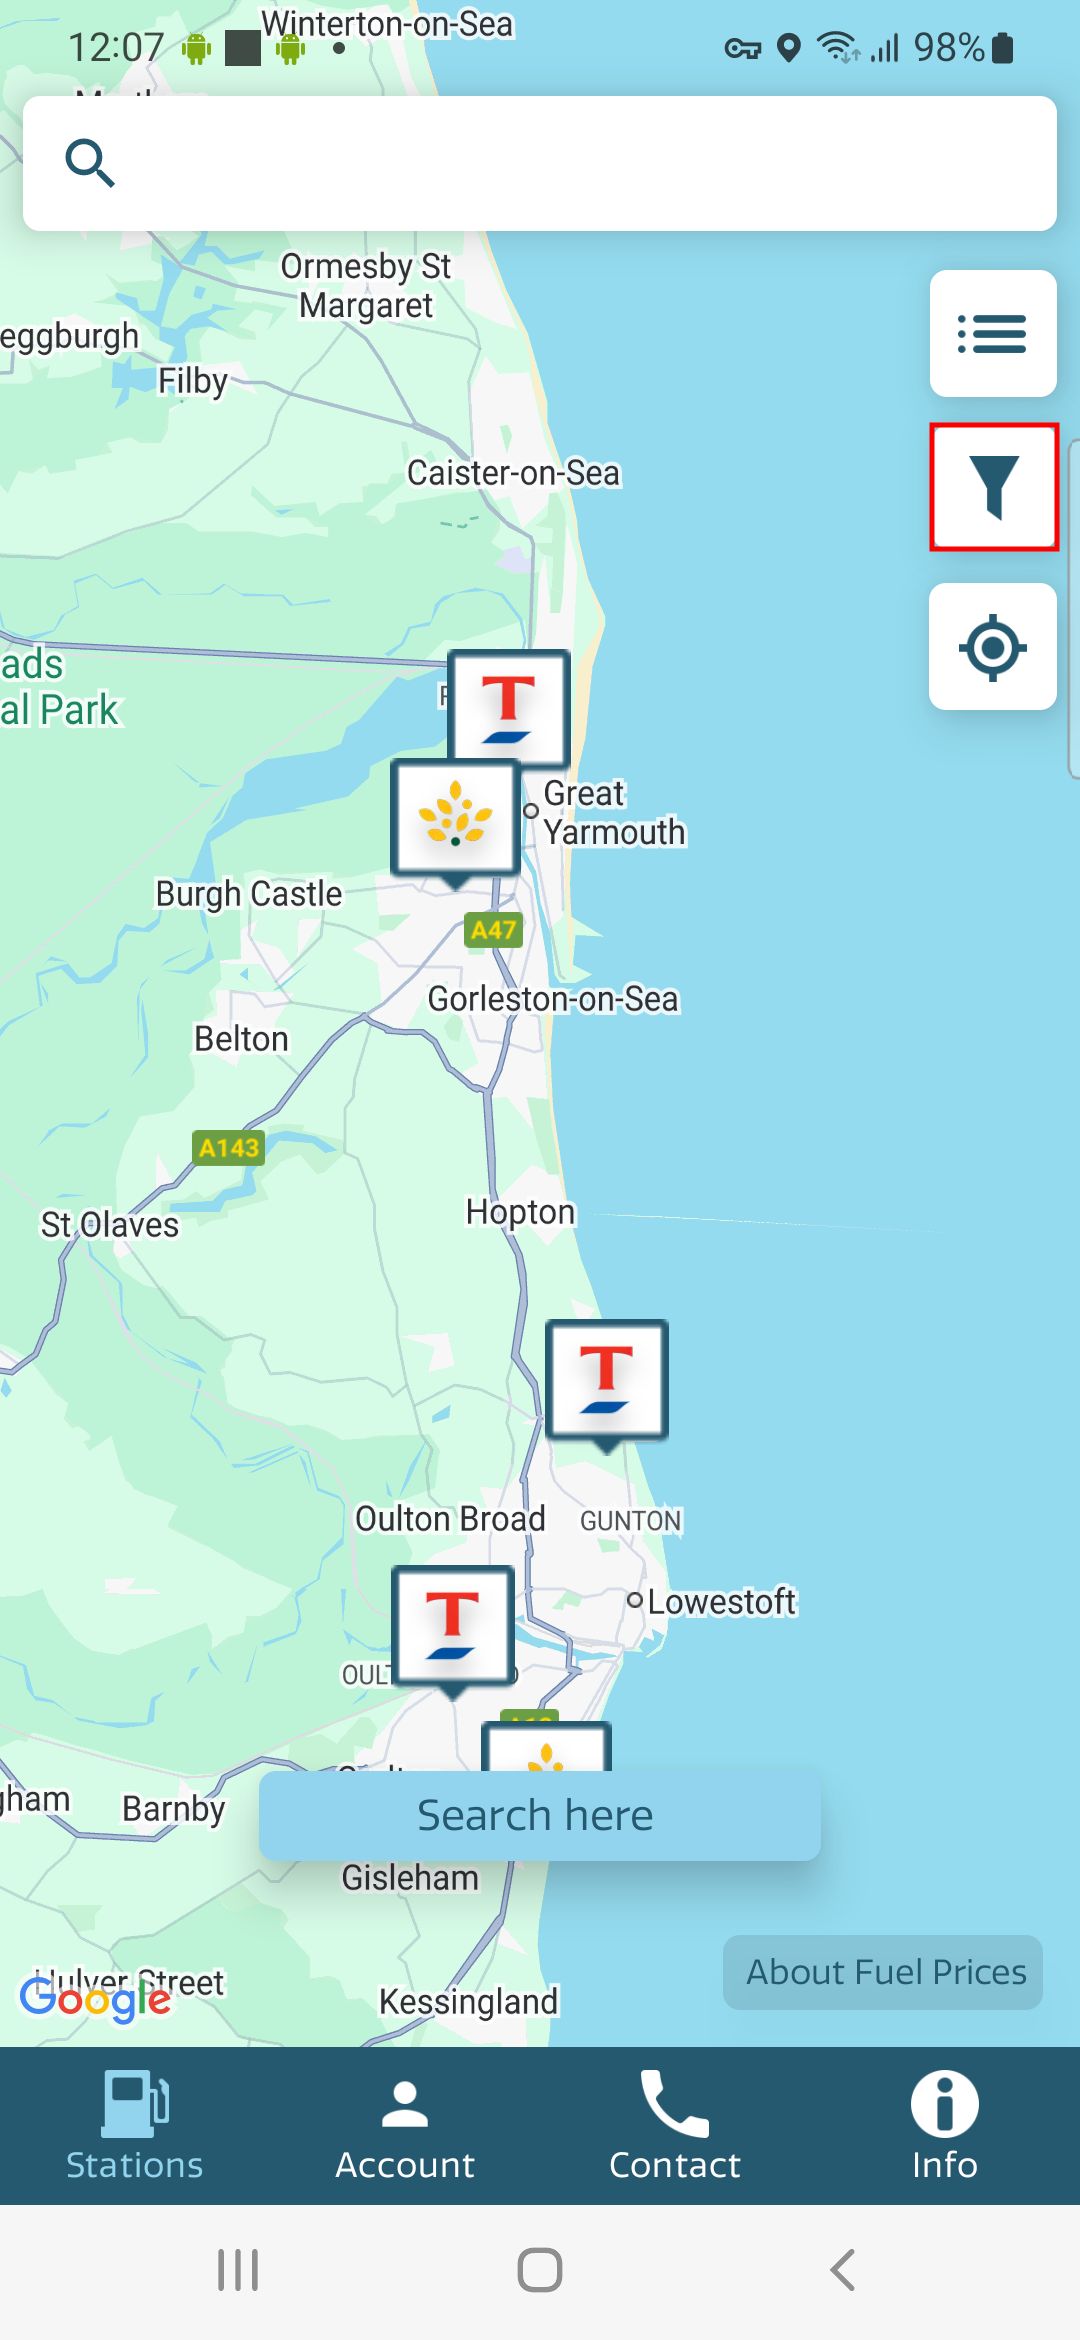 Winterton-on-Sea
12:07
98%
Ormesby St
Margaret
eggburgh
Filby
Caister-on-Sea
ads
al Park
T
Great
Yarmouth
Burgh Castle
A47
Gorleston-on-Sea
Belton
A143
St Olaves
Hopton
T
Oulton Broad
GUNTON
T
Lowestoft
OULT
gham
Barnby
Search here
Gisleham
About Fuel Prices
Hulver Street
Google
Kessingland
Stations
Account
Contact
Info